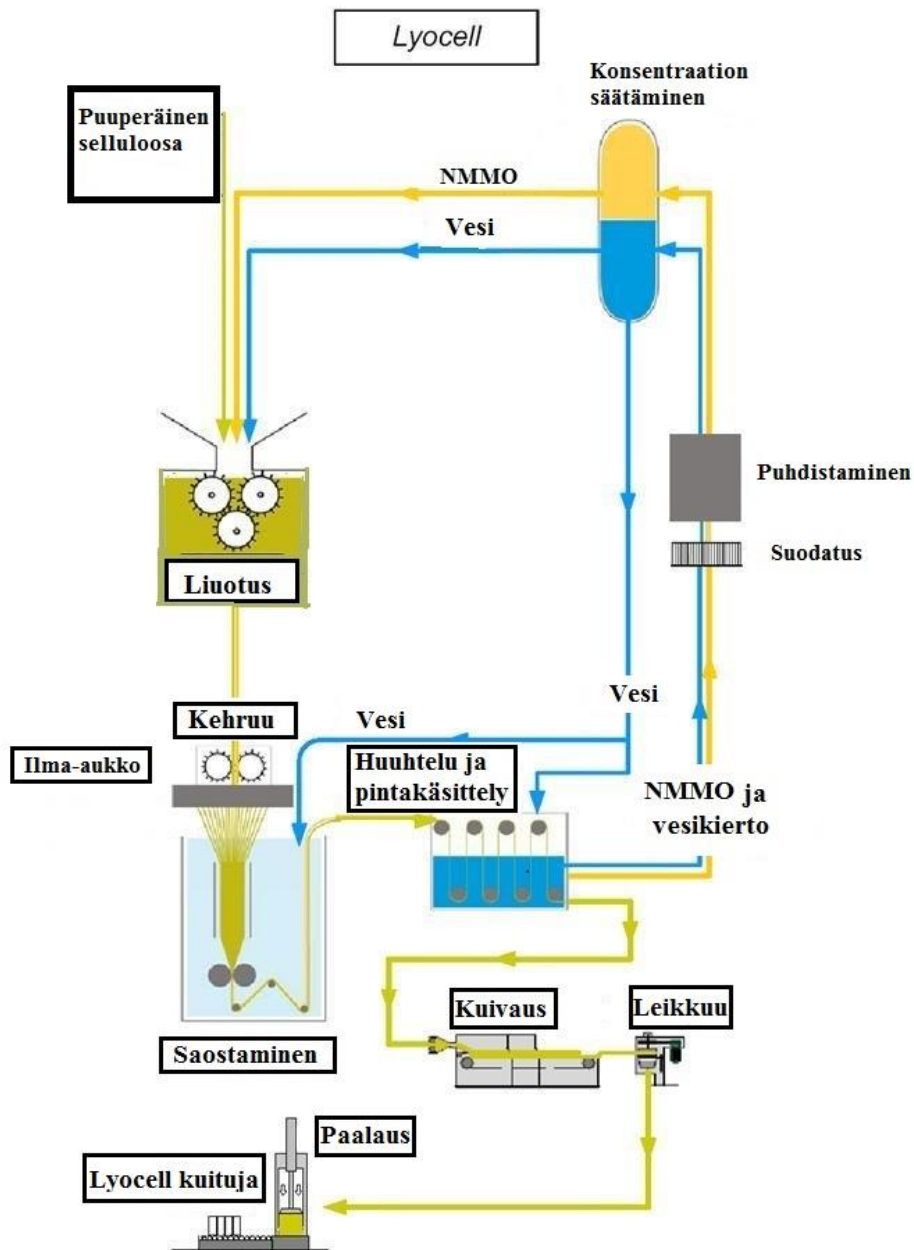 Lyocell
Konsentraation
säätäminen
Puuperäinen
selluloosa
NMMO
Vesi
Puhdistaminen
Suodatus
Liuotus
Vesi
Kehruu
Vesi
Ilma-aukko
Huuhtelu ja
pintakäsittely
NMMO ja
vesikierto
Kuivaus
Leikkuu
Saostaminen
Paalaus
Lyocell kuituja